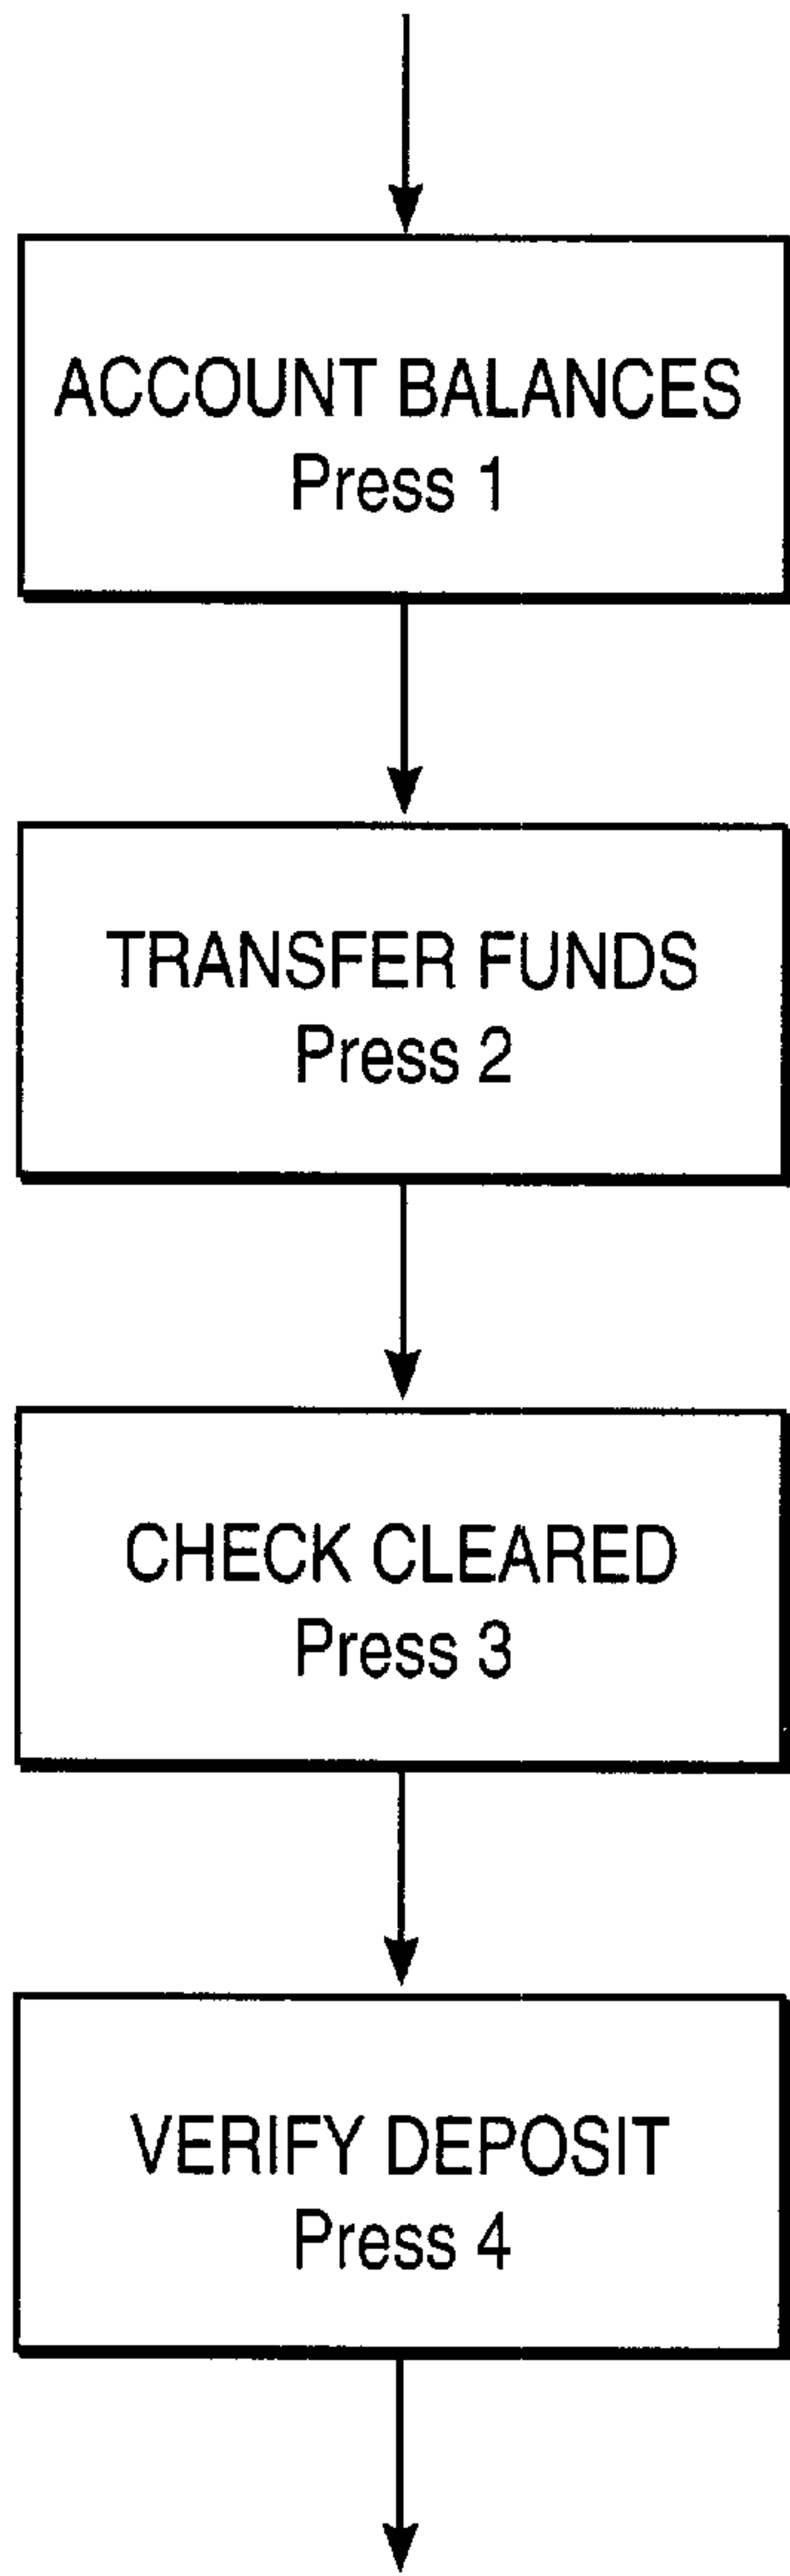 ACCOUNT BALANCES
Press 1
TRANSFER FUNDS
Press 2
CHECK CLEARED
Press 3
VERIFY DEPOSIT
Press 4